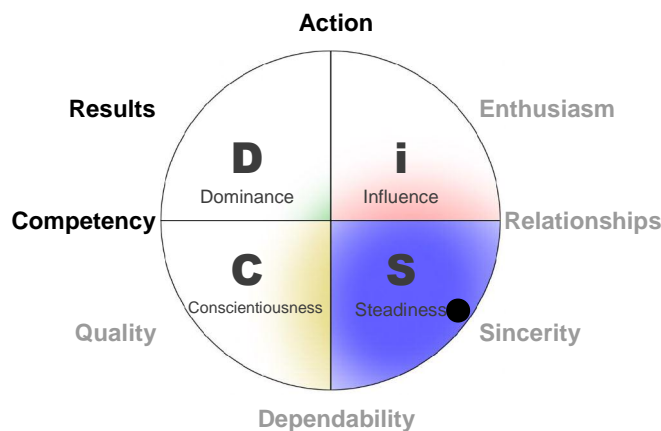 Action
Results
Enthusiasm
D
i
Dominance
Influence
Competency
Relationships
C
S
Conscientiousness
Steadiness
Quality
Sincerity
Dependability